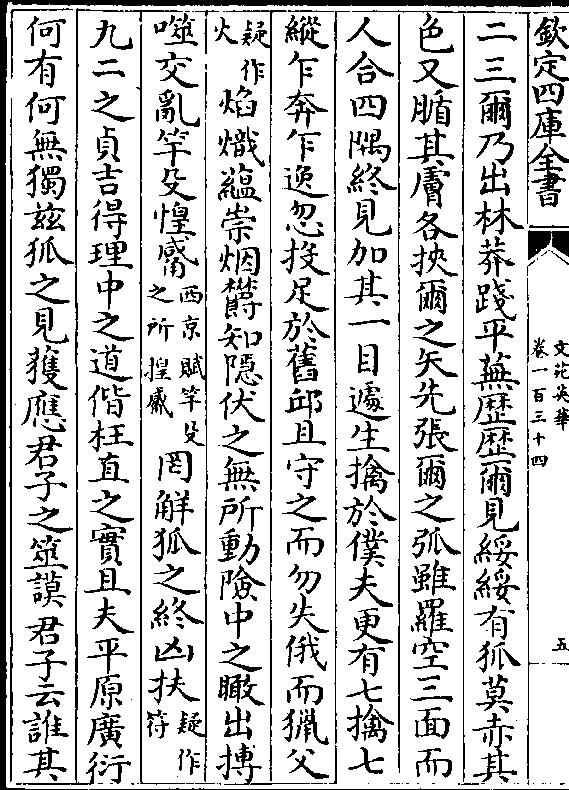 欽定四庫全書
文苑英華
卷一百三十四
五
二三爾乃出林莽踐平蕪歴歴爾見綏綏有狐莫赤其
色又腯其膚各挾爾之矢先張爾之弧雖羅空三面而
人合四隅終見加其一目遽生擒於僕夫更有七擒七
縱乍奔乍逸忽投足於舊邱且守之而勿失俄而獵父
火疑作焰熾蘊崇烟欝知隱伏之無所動險中之瞰出搏
噬交亂竿殳惶惑西京賦竿殳之所揘畢罔解狐之終凶扶疑作符
九二之貞吉得理中之道偕枉直之實且夫平原廣衍
何有何無獨兹狐之見獲應君子之筮謨君子云誰其